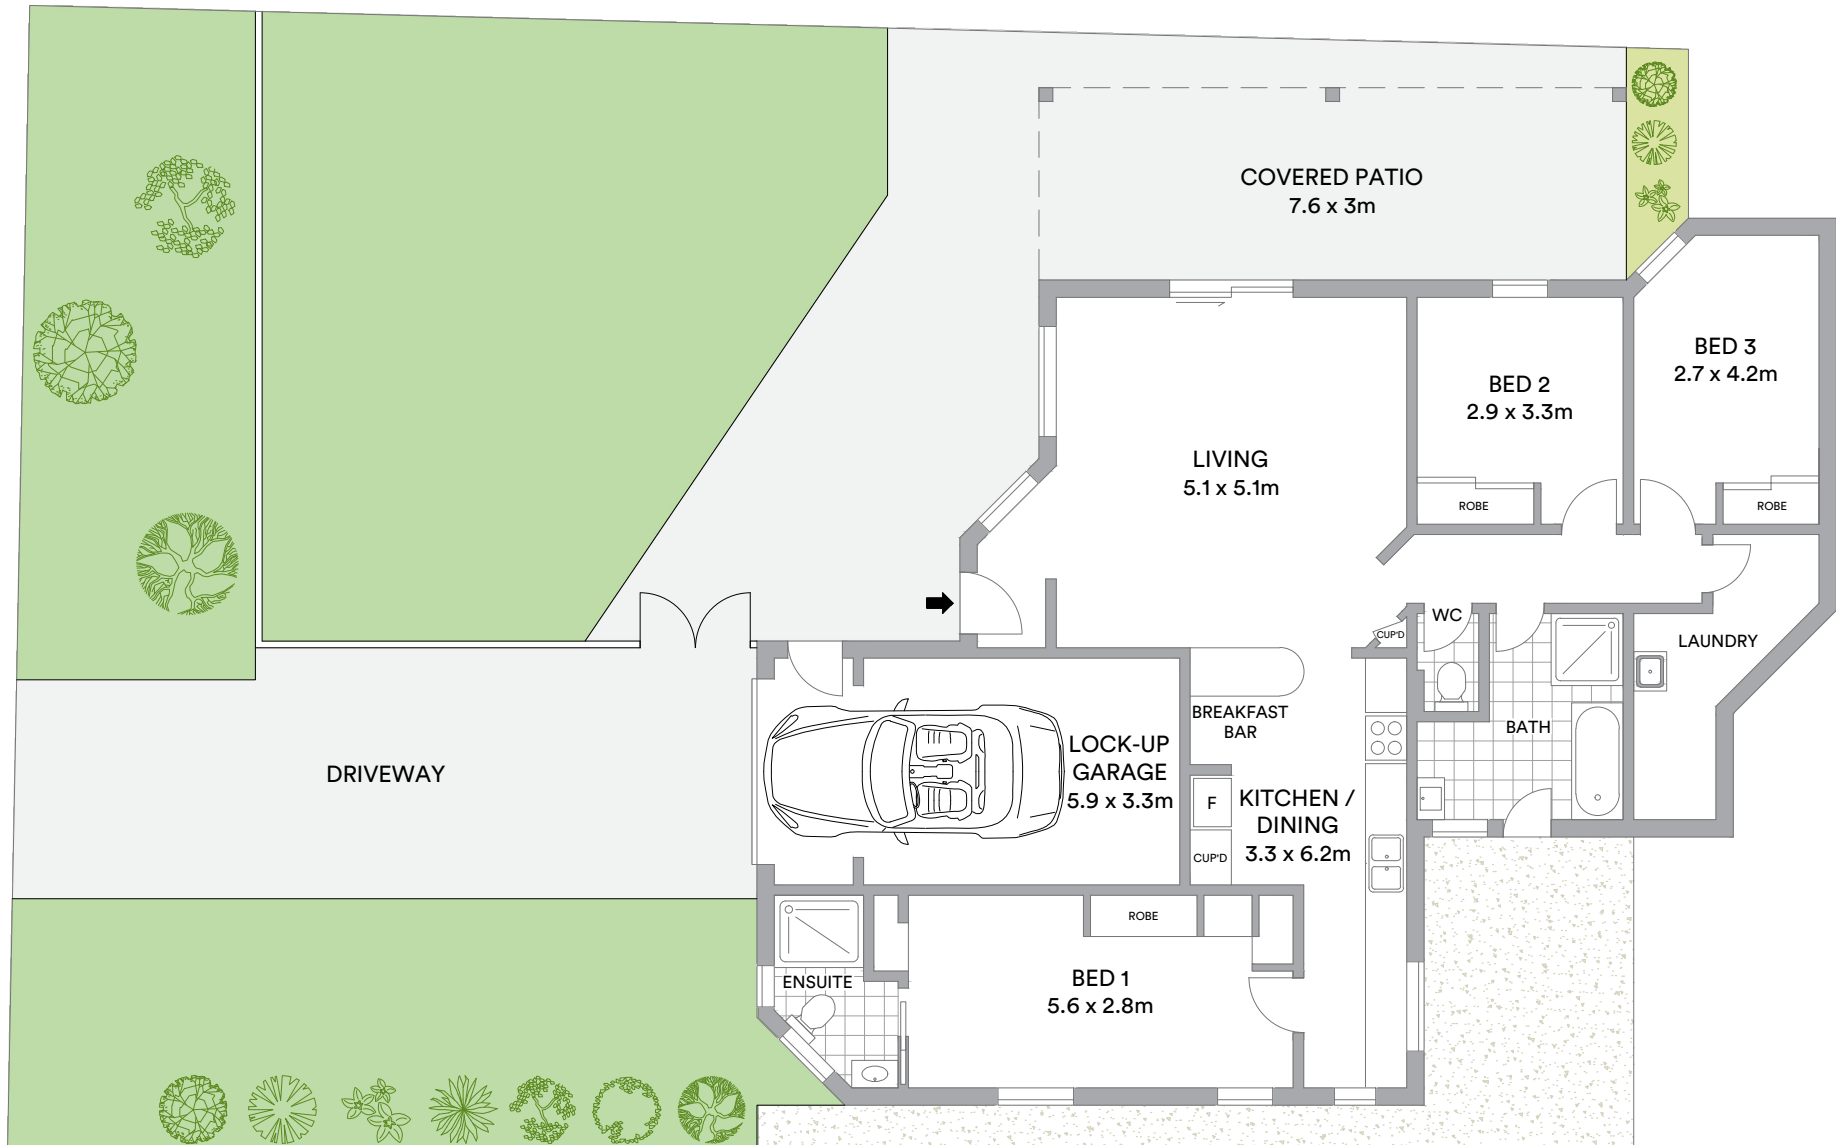 COVERED PATIO
7.6 x 3m
BED 3
2.7 x 4.2m
BED 2
2.9 x 3.3m
LIVING
5.1 x 5.1m
ROBE
ROBE
WC
CUP'D
LAUNDRY
BREAKFAST
BAR
BATH
LOCK-UP
GARAGE
5.9 x 3.3m
DRIVEWAY
F
KITCHEN /
DINING
3.3 x 6.2m
CUP'D
ROBE
ENSUITE
BED 1
5.6 x 2.8m